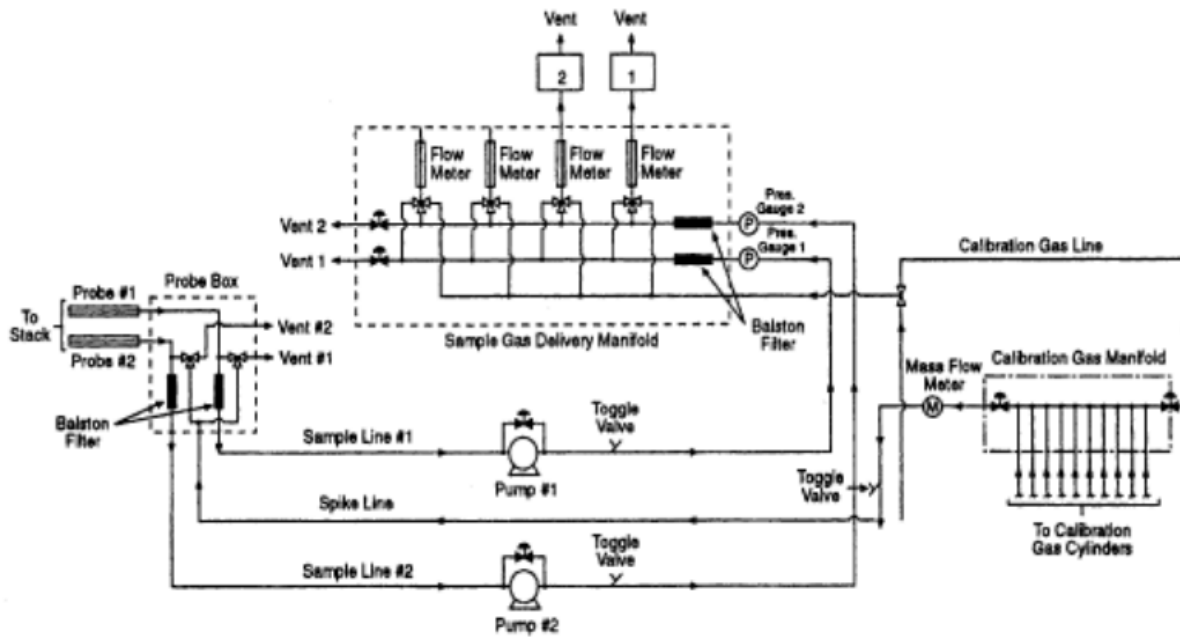 Vent
Vent
2
1
Flow
Meter
Flow
Meter
Flow
Meter
Flow
Meter
Pres.
Gauge 2
P
Vent 2
Pres.
Gauge 1
P
Vent 1
Calibration Gas Line
Probe Box
Probe #1
To
Stack
Vent #2
Balston
Filter
Sample Gas Delivery Manifold
Probe #2
Vent #1
Mass Flow
Meter
Calibration Gas Manifold
M
Balston
Filter
Sample Line #1
Toggle
Valve
Pump #1
Toggle
Valve
Spike Line
To Calibration
Gas Cylinders
Toggle
Valve
Sample Line #2
Pump #2